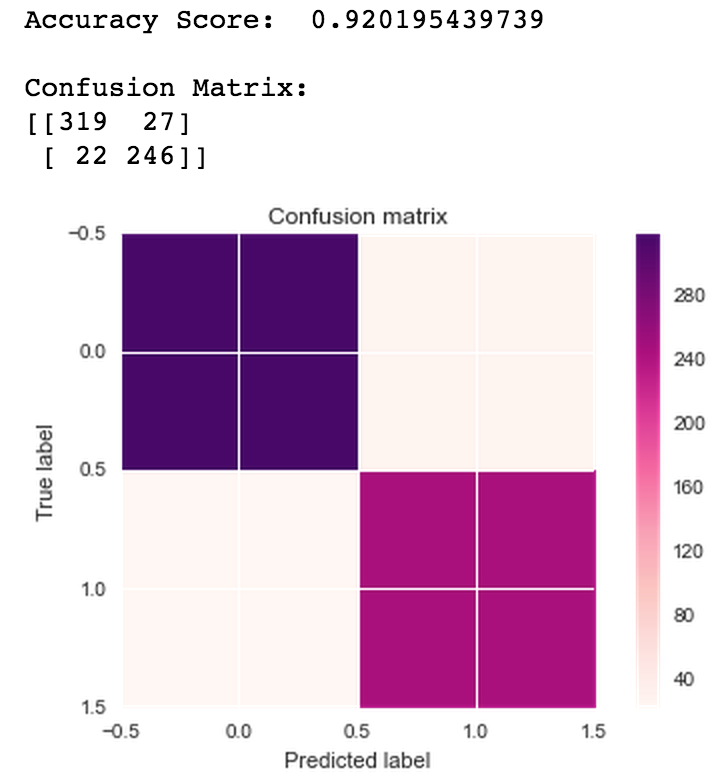 Accuracy Score:  0.920195439739
Confusion Matrix:
[[319  27]
 [ 22 246]]
Confusion matrix
−0.5
0.0
0.5
1.0
1.5
True label
−0.5 0.0 0.5 1.0 1.5
Predicted label
280
240
200
160
120
80
40